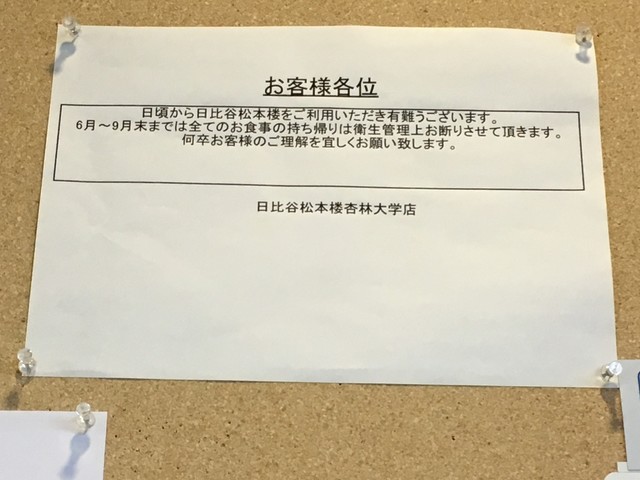 お客様各位
日頃から日比谷松本楼をご利用いただき有難うございます。
6月～9月末までは全てのお食事の持ち帰りは衛生管理上お断りさせて頂きます。
何卒お客様のご理解を宜しくお願い致します。
日比谷松本楼杏林大学店